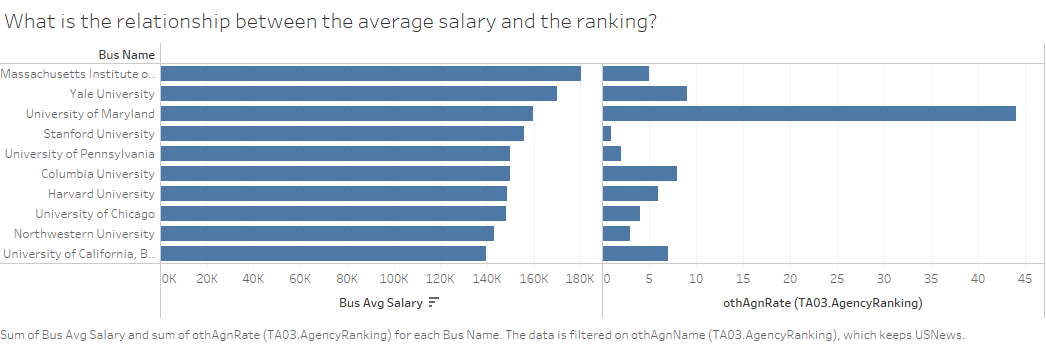 What is the relationship between the average salary and the ranking?
Bus Name
Massachusetts Institute o..
Yale University
University of Maryland
Stanford University
University of Pennsylvania
Columbia University
Harvard University
University of Chicago
Northwestern University
University of California, B..
0K 20K 40K 60K 80K 100K 120K 140K 160K 180K 0 5 10 15 20 25 30 35 40 45
Bus Avg Salary othAgnRate (TA03.AgencyRanking)
Sum of Bus Avg Salary and sum of othAgnRate (TA03.AgencyRanking) for each Bus Name. The data is filtered on othAgnName (TA03.AgencyRanking), which keeps USNews.